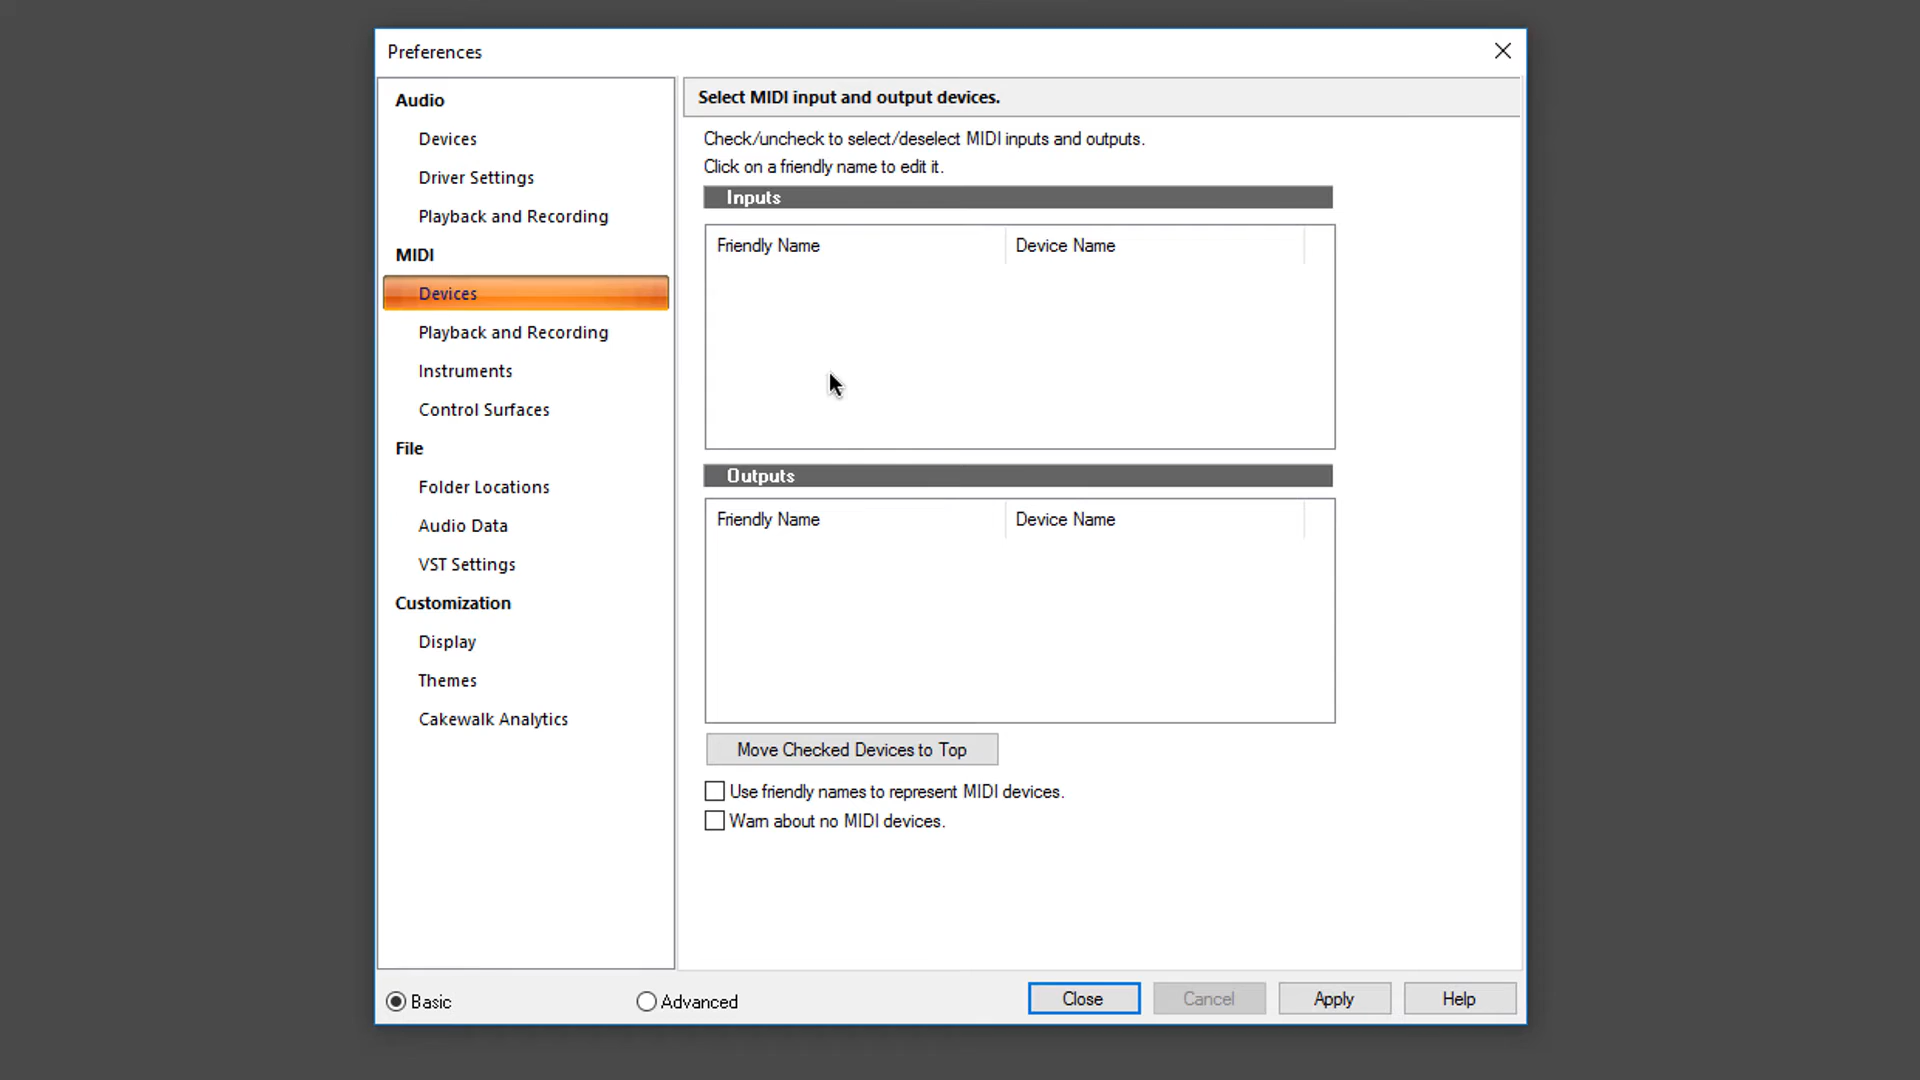 Preferences
Audio
Devices
Driver Settings
Playback and Recording
MIDI
Devices
Playback and Recording
Instruments
Control Surfaces
File
Folder Locations
Audio Data
VST Settings
Customization
Display
Themes
Cakewalk Analytics
Select MIDI input and output devices.
Check/uncheck to select/deselect MIDI inputs and outputs.
Click on a friendly name to edit it.
Inputs
Friendly Name Device Name
Outputs
Friendly Name Device Name
Move Checked Devices to Top
Use friendly names to represent MIDI devices.
Warn about no MIDI devices.
Basic Advanced Close Cancel Apply Help